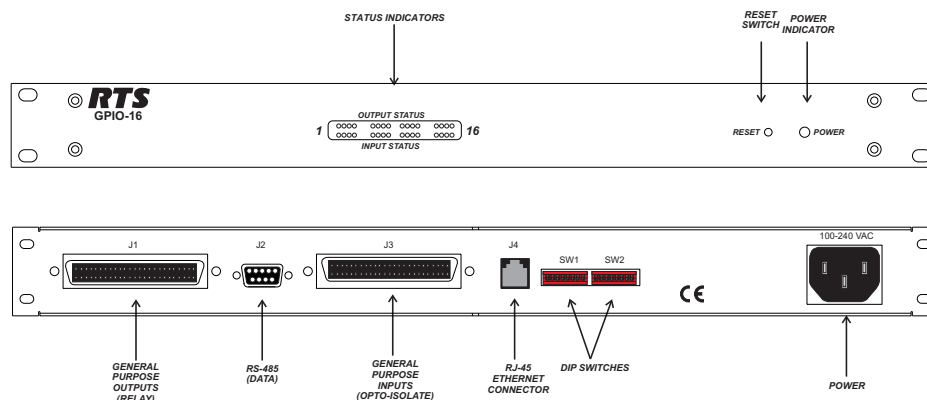 STATUS INDICATORS
RESET
SWITCH
POWER
INDICATOR
RTS
GPIO-16
OUTPUT STATUS
1
16
INPUT STATUS
RESET
POWER
J1
J2
J3
J4
SW1
SW2
100-240 VAC
CE
GENERAL
PURPOSE
OUTPUTS
(RELAY)
RS-485
(DATA)
GENERAL
PURPOSE
INPUTS
(OPTO-ISOLATE)
RJ-45
ETHERNET
CONNECTOR
DIP SWITCHES
POWER